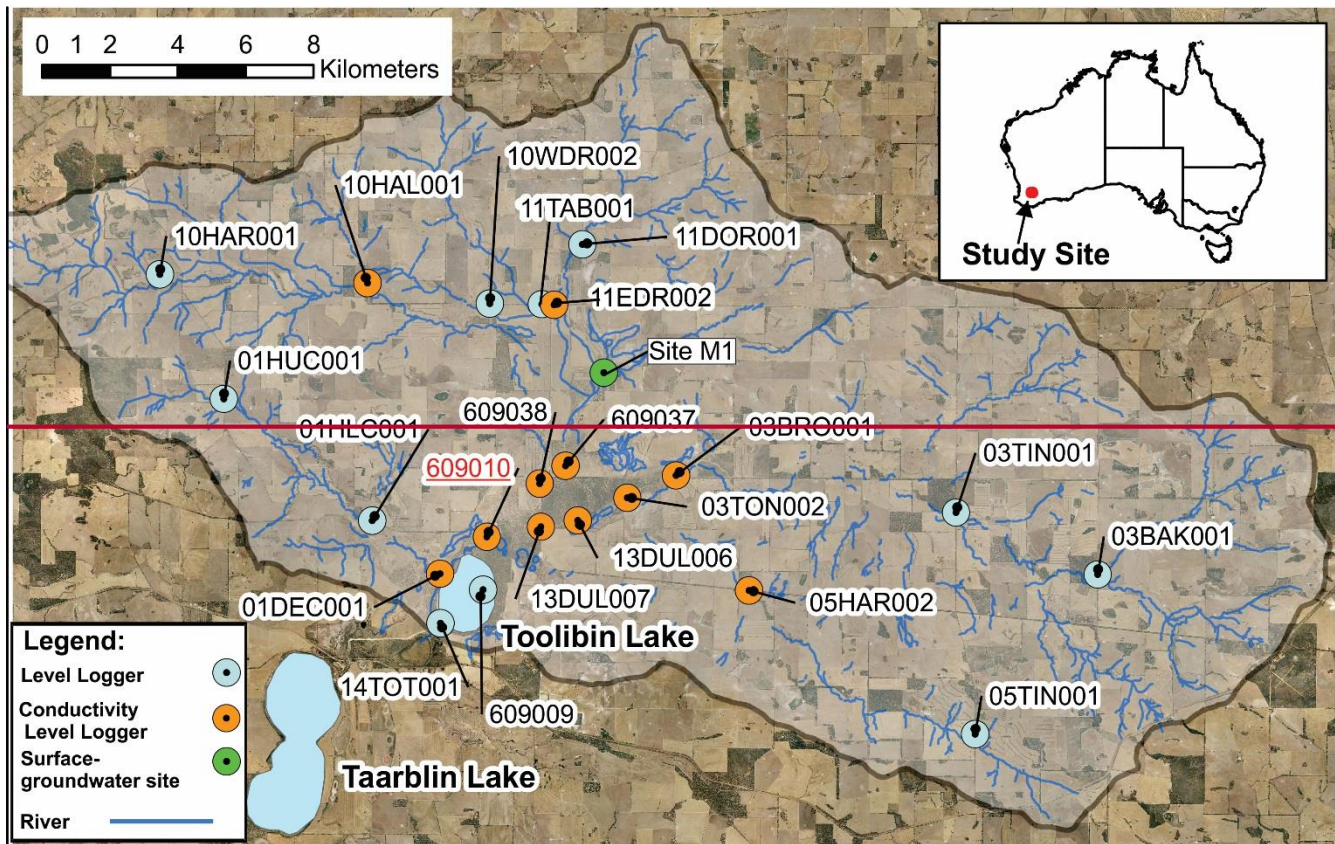 0 1 2 4 6 8
Kilometers
Study Site
10WDR002
10HAL001
11TAB001
10HAR001
11DOR001
11EDR002
Site M1
01HUC001
609038
609037
01HLC001
03BRO001
609010
03TIN001
03TON002
13DUL006
03BAK001
01DEC001
13DUL007
05HAR002
Toolibin Lake
14TOT001
609009
05TIN001
Taarblin Lake
Legend:
Level Logger
Conductivity
Level Logger
Surface-
groundwater site
River